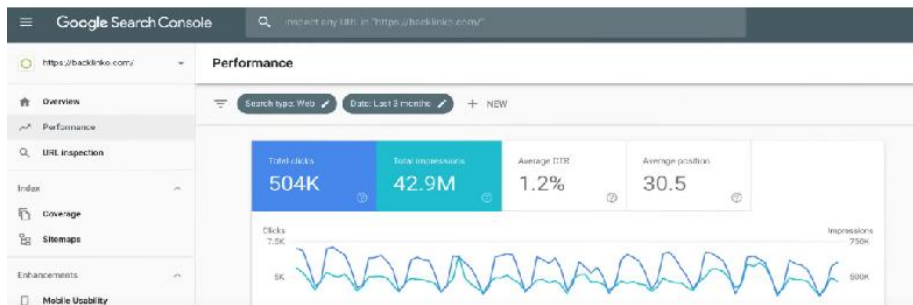 Google Search Console
Inspect any URL in "https://backlinko.com/"
https://backlinko.com/
Performance
Overview
Search type: Web
Date: Last 3 months
+ NEW
Performance
URL inspection
Total clicks
Total impressions
Average CTR
Average position
504K
42.9M
1.2%
30.5
Index
Coverage
Clicks
Impressions
7.5K
750K
Sitemaps
5K
500K
Enhancements
Mobile Usability